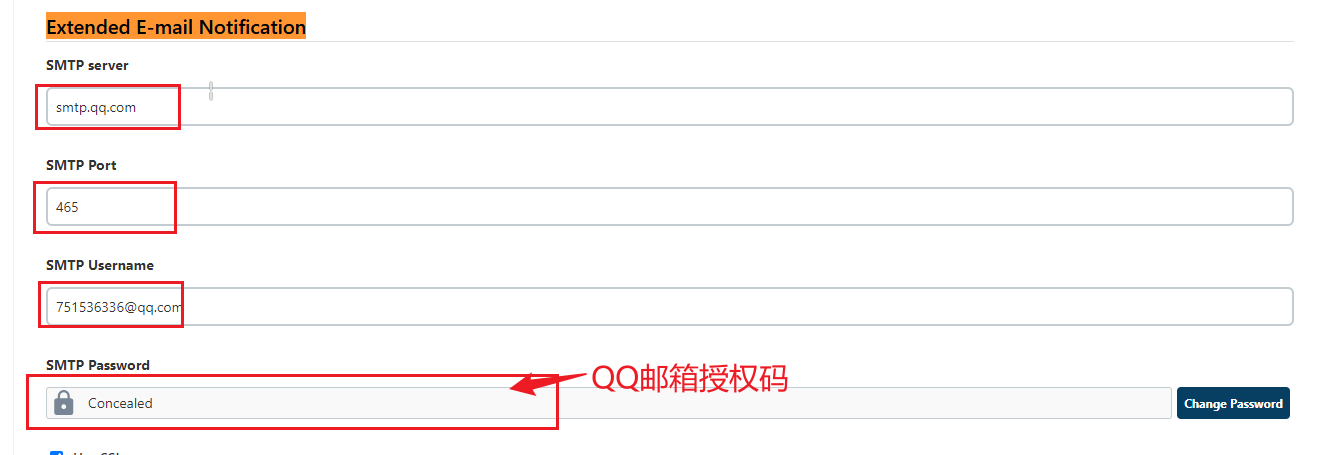 Extended E-mail Notification
SMTP server
smtp.qq.com
SMTP Port
465
SMTP Username
751536336@qq.com
SMTP Password
QQ邮箱授权码
Concealed
Change Password